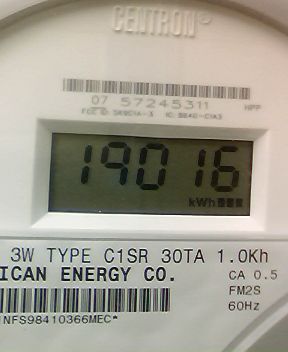 CENTRON
07 57245311 HPP
19016
kWh
3W TYPE C1SR 30TA 1.0Kh
ICAN ENERGY CO. CA 0.5
FM2S
60Hz
NFS98410366MEC*